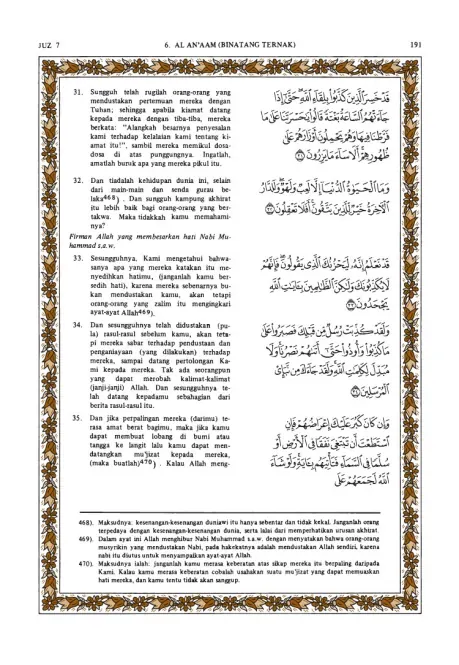 JUZ 7
6. AL AN'AAM (BINATANG TERNAK)
191
31. Sungguh telah rugilah orang-orang yang
mendustakan pertemuan mereka dengan
Tuhan; sehingga apabila kiamat datang
kepada mereka dengan tiba-tiba, mereka
berkata: "Alangkah besarnya penyesalan
kami terhadap kelalaian kami tentang ki-
amat itu!", sambil mereka memikul dosa-
dosa di atas punggungnya. Ingatlah,
amatlah buruk apa yang mereka pikul itu.
قَدْ خَسِرَ الَّذِينَ كَذَّبُوا بِلِقَاءِ اللَّهِ حَتَّىٰ إِذَا
جَاءَتْهُمُ السَّاعَةُ بَغْتَةً قَالُوا يَا حَسْرَتَنَا عَلَىٰ مَا
فَرَّطْنَا فِيهَا وَهُمْ يَحْمِلُونَ أَوْزَارَهُمْ عَلَىٰ
ظُهُورِهِمْ أَلَا سَاءَ مَا يَزِرُونَ ٣١
32. Dan tiadalah kehidupan dunia ini, selain
dari main-main dan senda gurau be-
laka468) . Dan sungguh kampung akhirat
itu lebih baik bagi orang-orang yang ber-
takwa. Maka tidakkah kamu memahami-
nya?
وَمَا الْحَيَاةُ الدُّنْيَا إِلَّا لَعِبٌ وَلَهْوٌ وَلَلدَّارُ
الْآخِرَةُ خَيْرٌ لِلَّذِينَ يَتَّقُونَ أَفَلَا تَعْقِلُونَ ٣٢
Firman Allah yang membesarkan hati Nabi Mu-
hammad s.a.w.
33. Sesungguhnya, Kami mengetahui bahwa-
sanya apa yang mereka katakan itu me-
nyedihkan hatimu, (janganlah kamu ber-
sedih hati), karena mereka sebenarnya bu-
kan mendustakan kamu, akan tetapi
orang-orang yang zalim itu mengingkari
ayat-ayat Allah469).
قَدْ نَعْلَمُ إِنَّهُ لَيَحْزُنُكَ الَّذِي يَقُولُونَ فَإِنَّهُمْ
لَا يُكَذِّبُونَكَ وَلَٰكِنَّ الظَّالِمِينَ بِآيَاتِ اللَّهِ
يَجْحَدُونَ ٣٣
34. Dan sesungguhnya telah didustakan (pu-
la) rasul-rasul sebelum kamu, akan teta-
pi mereka sabar terhadap pendustaan dan
penganiayaan (yang dilakukan) terhadap
mereka, sampai datang pertolongan Ka-
mi kepada mereka. Tak ada seorangpun
yang dapat merobah kalimat-kalimat
(janji-janji) Allah. Dan sesungguhnya te-
lah datang kepadamu sebahagian dari
berita rasul-rasul itu.
وَلَقَدْ كُذِّبَتْ رُسُلٌ مِنْ قَبْلِكَ فَصَبَرُوا عَلَىٰ
مَا كُذِّبُوا وَأُوذُوا حَتَّىٰ أَتَاهُمْ نَصْرُنَا وَلَا
مُبَدِّلَ لِكَلِمَاتِ اللَّهِ وَلَقَدْ جَاءَكَ مِنْ نَبَإِ
الْمُرْسَلِينَ ٣٤
35. Dan jika perpalingan mereka (darimu) te-
rasa amat berat bagimu, maka jika kamu
dapat membuat lobang di bumi atau
tangga ke langit lalu kamu dapat men-
datangkan mu'jizat kepada mereka,
(maka buatlah)470) . Kalau Allah meng-
وَإِنْ كَانَ كَبُرَ عَلَيْكَ إِعْرَاضُهُمْ فَإِنِ
اسْتَطَعْتَ أَنْ تَبْتَغِيَ نَفَقًا فِي الْأَرْضِ أَوْ
سُلَّمًا فِي السَّمَاءِ فَتَأْتِيَهُمْ بِآيَةٍ وَلَوْ شَاءَ
اللَّهُ لَجَمَعَهُمْ عَلَى
468). Maksudnya: kesenangan-kesenangan duniawi itu hanya sebentar dan tidak kekal. Janganlah orang
terpedaya dengan kesenangan-kesenangan dunia, serta lalai dari memperhatikan urusan akhirat.
469). Dalam ayat ini Allah menghibur Nabi Muhammad s.a.w. dengan menyatakan bahwa orang-orang
musyrikin yang mendustakan Nabi, pada hakekatnya adalah mendustakan Allah sendiri, karena
nabi itu diutus untuk menyampaikan ayat-ayat Allah.
470). Maksudnya ialah: janganlah kamu merasa keberatan atas sikap mereka itu berpaling daripada
Kami. Kalau kamu merasa keberatan cobalah usahakan suatu mu'jizat yang dapat memuaskan
hati mereka, dan kamu tentu tidak akan sanggup.